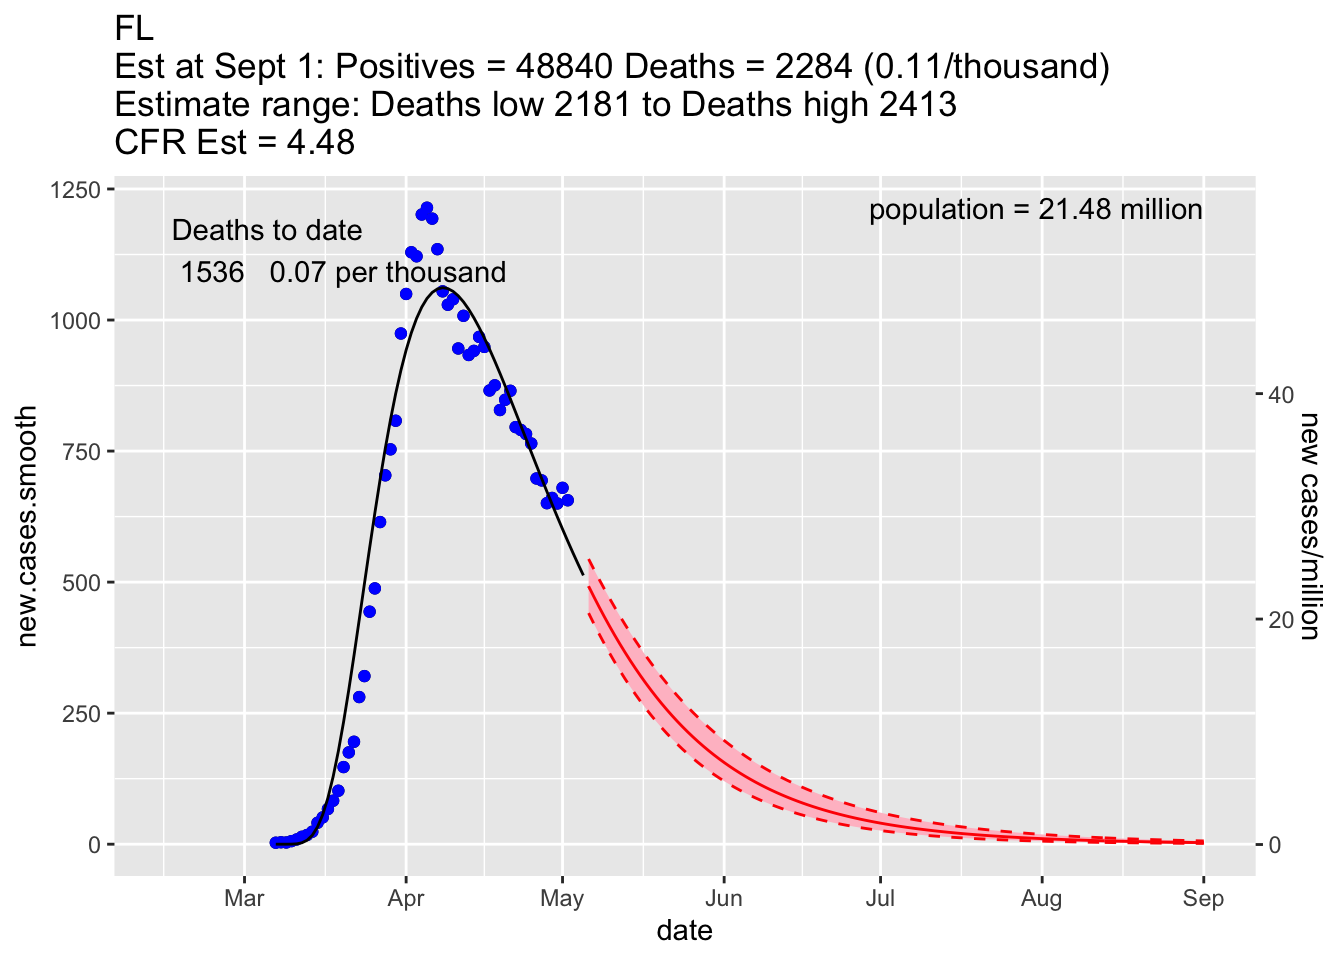 FL
Est at Sept 1: Positives = 48840 Deaths = 2284 (0.11/thousand)
Estimate range: Deaths low 2181 to Deaths high 2413
CFR Est = 4.48
Deaths to date
1536 0.07 per thousand
population = 21.48 million
new.cases.smooth
1250
1000
750
500
250
0
40
20
0
new cases/million
Mar Apr May Jun Jul Aug Sep
date